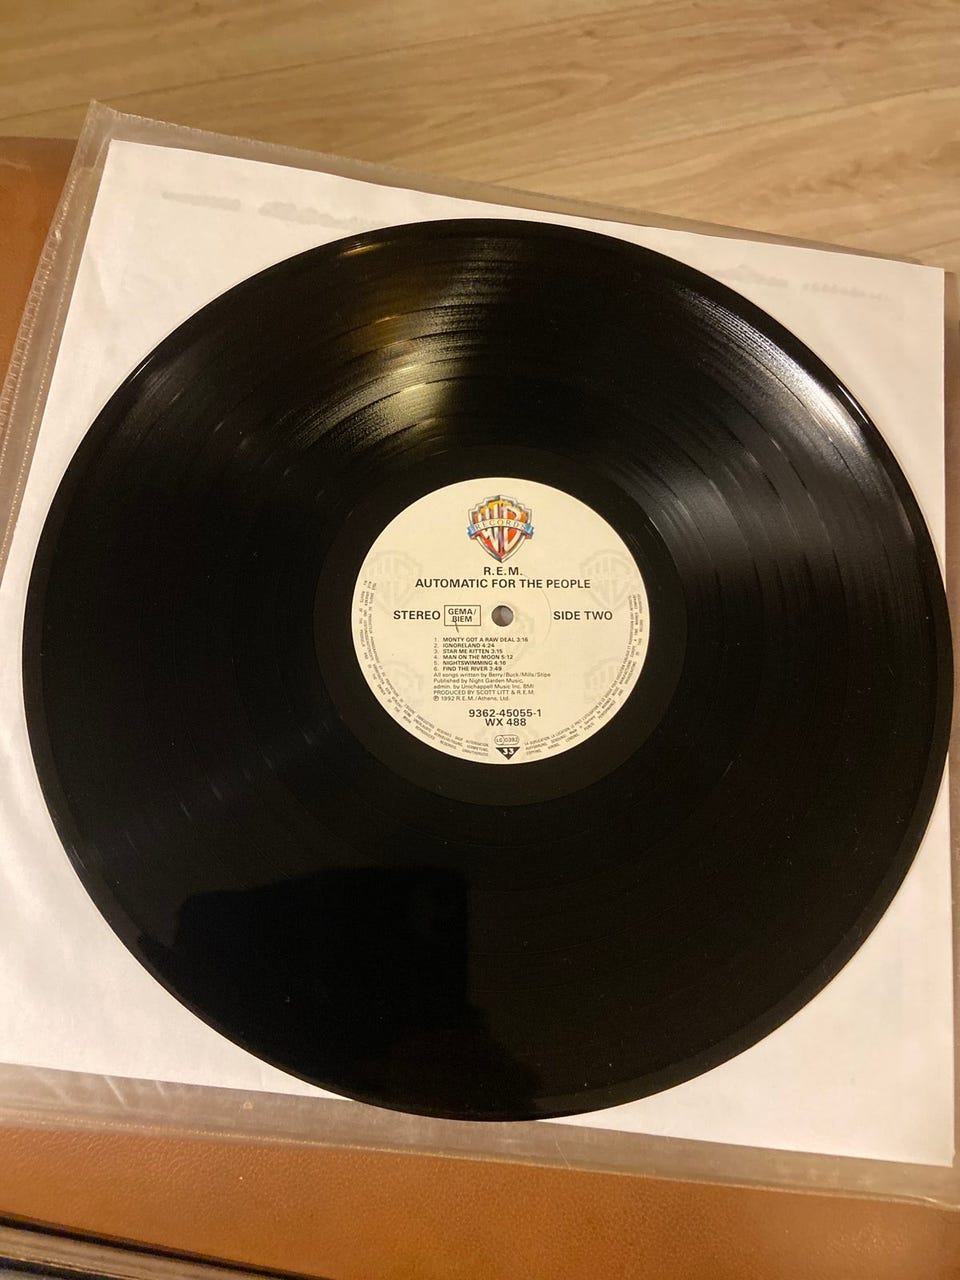 WB
RECORDS
R.E.M.
AUTOMATIC FOR THE PEOPLE
STEREO GEMA/BIEM SIDE TWO
1. MONTY GOT A RAW DEAL 3:16
2. IGNORELAND 4:24
3. STAR ME KITTEN 3:15
4. MAN ON THE MOON 5:12
5. NIGHTSWIMMING 4:16
6. FIND THE RIVER 3:49
All songs written by Berry/Buck/Mills/Stipe
Published by Night Garden Music,
admin. by Unichappell Music Inc. BMI
PRODUCED BY SCOTT LITT & R.E.M.
℗ 1992 R.E.M./Athens, Ltd.
9362-45055-1
WX 488
LC 0392
33